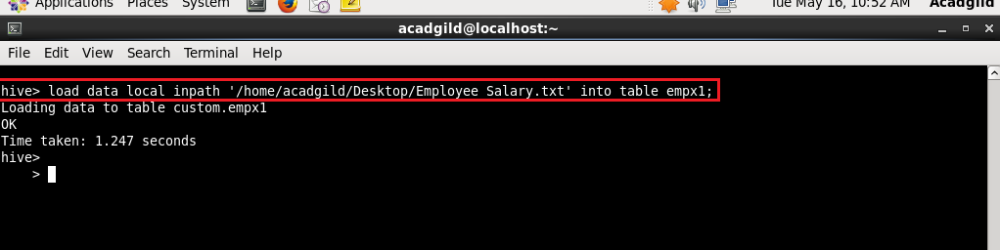 Applications Places System Tue May 16, 10:52 AM Acadgild
acadgild@localhost:~
File Edit View Search Terminal Help
hive> load data local inpath '/home/acadgild/Desktop/Employee Salary.txt' into table empx1;
Loading data to table custom.empx1
OK
Time taken: 1.247 seconds
hive>
    >